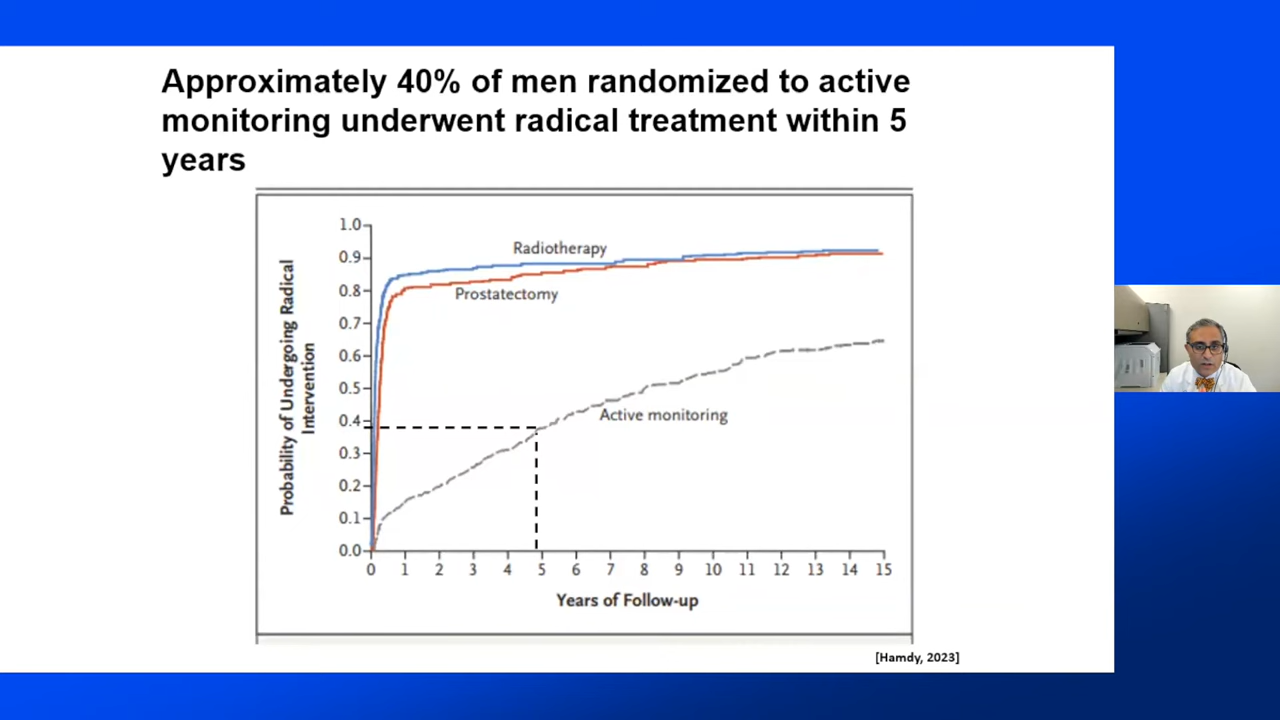 Approximately 40% of men randomized to active
monitoring underwent radical treatment within 5
years
Probability of Undergoing Radical
Intervention
1.0
0.9
0.8
0.7
0.6
0.5
0.4
0.3
0.2
0.1
0.0
Radiotherapy
Prostatectomy
Active monitoring
0 1 2 3 4 5 6 7 8 9 10 11 12 13 14 15
Years of Follow-up
[Hamdy, 2023]